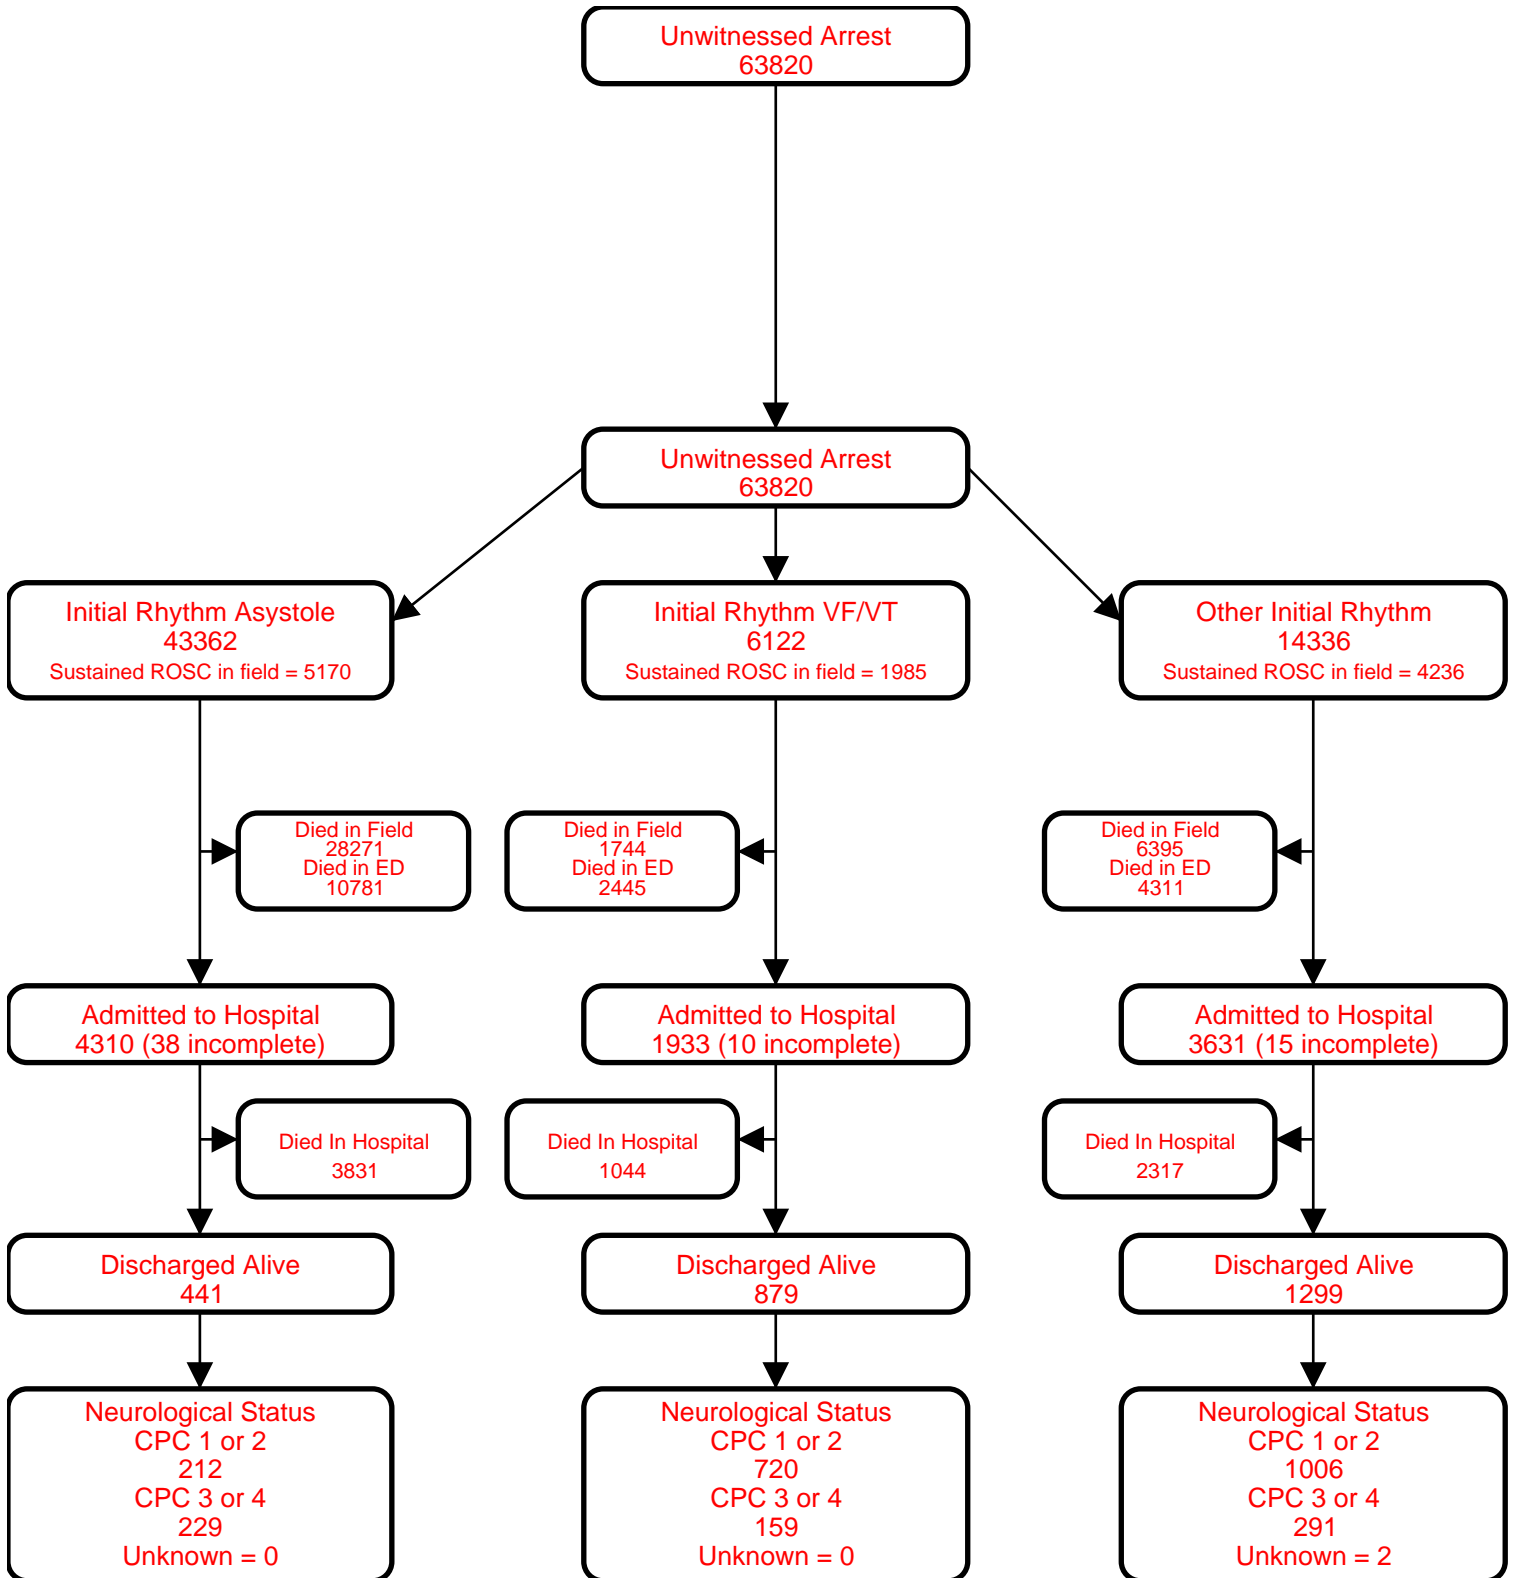 Unwitnessed Arrest
63820
Unwitnessed Arrest
63820
Initial Rhythm Asystole
43362
Sustained ROSC in field = 5170
Initial Rhythm VF/VT
6122
Sustained ROSC in field = 1985
Other Initial Rhythm
14336
Sustained ROSC in field = 4236
Died in Field
28271
Died in ED
10781
Died in Field
1744
Died in ED
2445
Died in Field
6395
Died in ED
4311
Admitted to Hospital
4310 (38 incomplete)
Admitted to Hospital
1933 (10 incomplete)
Admitted to Hospital
3631 (15 incomplete)
Died In Hospital
3831
Died In Hospital
1044
Died In Hospital
2317
Discharged Alive
441
Discharged Alive
879
Discharged Alive
1299
Neurological Status
CPC 1 or 2
212
CPC 3 or 4
229
Unknown = 0
Neurological Status
CPC 1 or 2
720
CPC 3 or 4
159
Unknown = 0
Neurological Status
CPC 1 or 2
1006
CPC 3 or 4
291
Unknown = 2